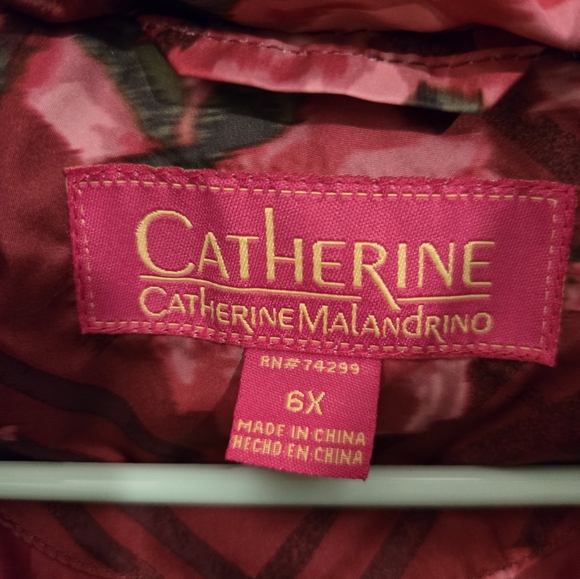 CATHERINE
CATHERINE MALANDRINO
RN#74299
6X
MADE IN CHINA
HECHO EN CHINA